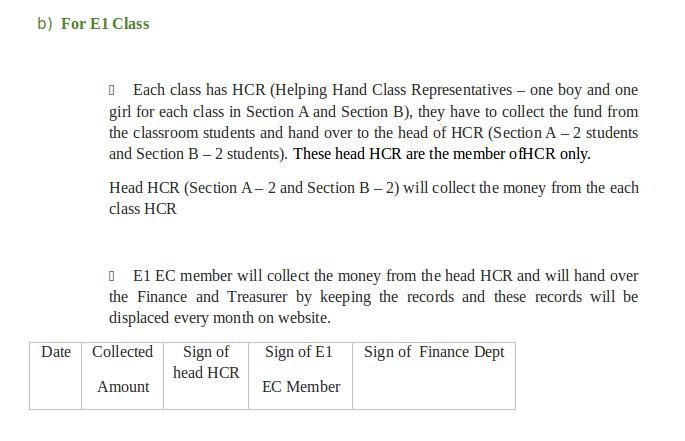 b) For E1 Class
▯ Each class has HCR (Helping Hand Class Representatives – one boy and one
girl for each class in Section A and Section B), they have to collect the fund from
the classroom students and hand over to the head of HCR (Section A – 2 students
and Section B – 2 students). These head HCR are the member of HCR only.
Head HCR (Section A – 2 and Section B – 2) will collect the money from the each
class HCR
▯ E1 EC member will collect the money from the head HCR and will hand over
the Finance and Treasurer by keeping the records and these records will be
displaced every month on website.
Date Collected Sign of Sign of E1 Sign of Finance Dept
head HCR
Amount EC Member